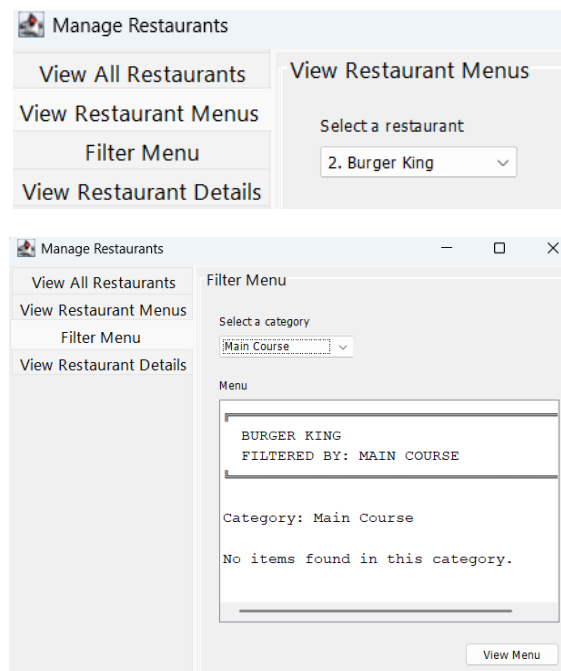 Manage Restaurants
View All Restaurants
View Restaurant Menus
Filter Menu
View Restaurant Details
View Restaurant Menus
Select a restaurant
2. Burger King
Manage Restaurants
View All Restaurants
View Restaurant Menus
Filter Menu
View Restaurant Details
Filter Menu
Select a category
Main Course
Menu
BURGER KING
FILTERED BY: MAIN COURSE
Category: Main Course
No items found in this category.
View Menu